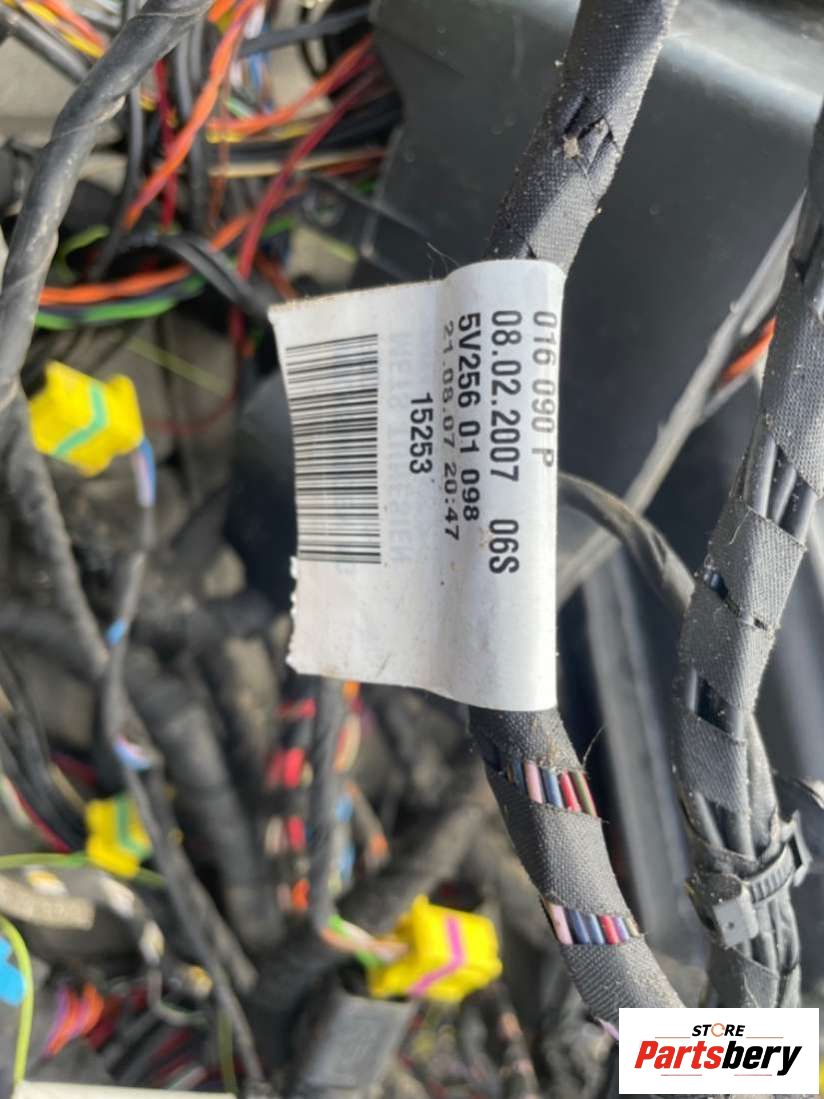 016 090 P
08.02.2007 06S
5V256 01 098
21.08.07 20:47
15253
STORE
Partsbery